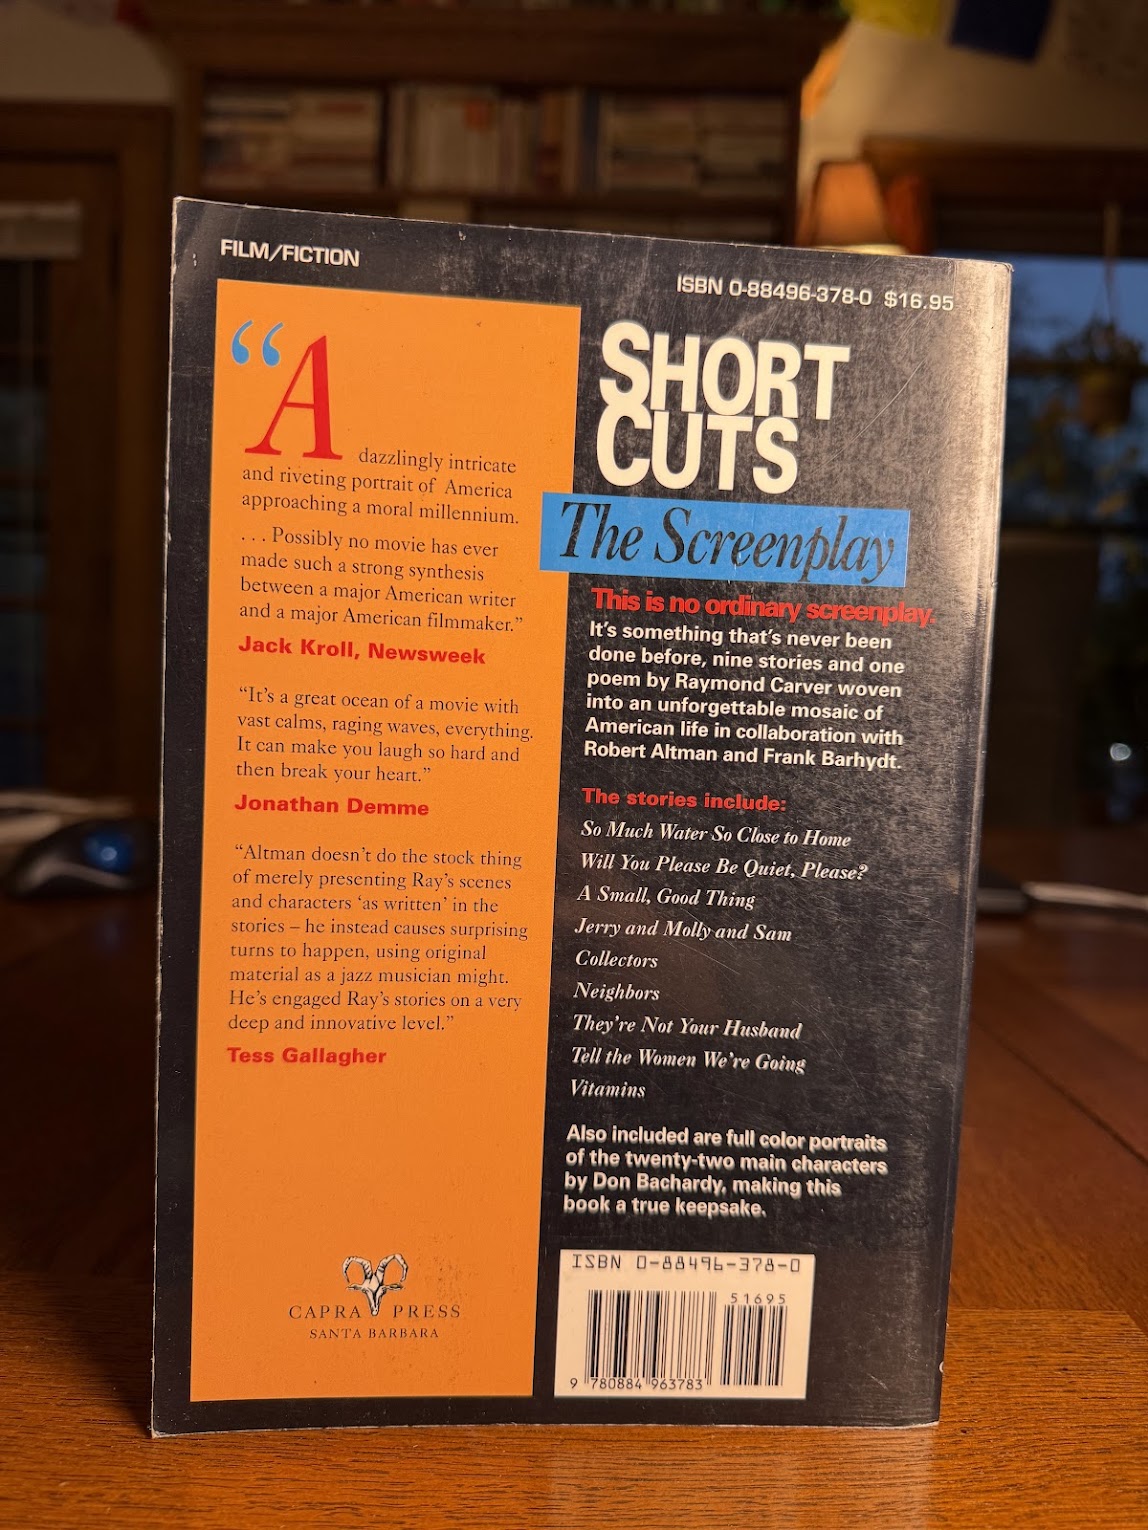 FILM/FICTION
ISBN 0-88496-378-0 $16.95
“A
dazzlingly intricate
and riveting portrait of America
approaching a moral millennium.
. . . Possibly no movie has ever
made such a strong synthesis
between a major American writer
and a major American filmmaker.”
Jack Kroll, Newsweek
“It’s a great ocean of a movie with
vast calms, raging waves, everything.
It can make you laugh so hard and
then break your heart.”
Jonathan Demme
“Altman doesn’t do the stock thing
of merely presenting Ray’s scenes
and characters ‘as written’ in the
stories – he instead causes surprising
turns to happen, using original
material as a jazz musician might.
He’s engaged Ray’s stories on a very
deep and innovative level.”
Tess Gallagher
CAPRA PRESS
SANTA BARBARA
SHORT
CUTS
The Screenplay
This is no ordinary screenplay.
It’s something that’s never been
done before, nine stories and one
poem by Raymond Carver woven
into an unforgettable mosaic of
American life in collaboration with
Robert Altman and Frank Barhydt.
The stories include:
So Much Water So Close to Home
Will You Please Be Quiet, Please?
A Small, Good Thing
Jerry and Molly and Sam
Collectors
Neighbors
They’re Not Your Husband
Tell the Women We’re Going
Vitamins
Also included are full color portraits
of the twenty-two main characters
by Don Bachardy, making this
book a true keepsake.
ISBN 0-88496-378-0
51695
9 780884 963783